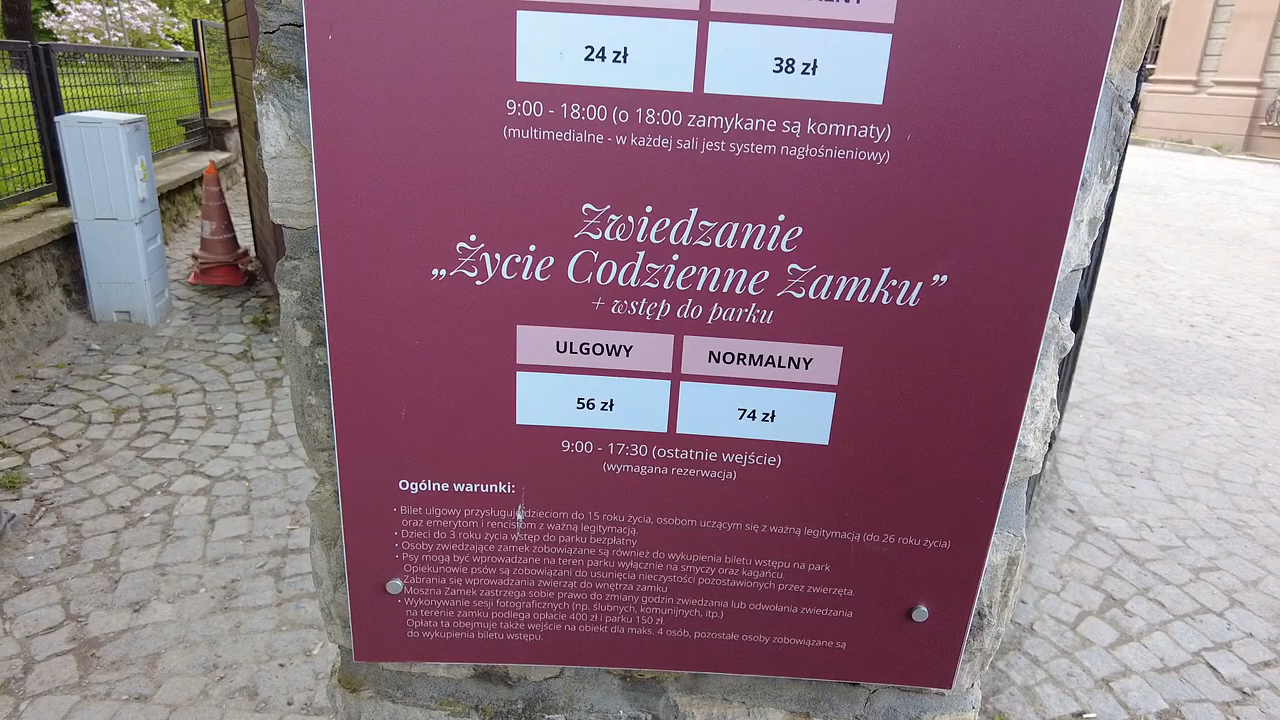 24 zł
38 zł
9:00 - 18:00 (o 18:00 zamykane są komnaty)
(multimedialne - w każdej sali jest system nagłośnieniowy)
Zwiedzanie
„Życie Codzienne Zamku”
+ wstęp do parku
ULGOWY
NORMALNY
56 zł
74 zł
9:00 - 17:30 (ostatnie wejście)
(wymagana rezerwacja)
Ogólne warunki:
• Bilet ulgowy przysługuje dzieciom do 15 roku życia, osobom uczącym się z ważną legitymacją (do 26 roku życia)
oraz emerytom i rencistom z ważną legitymacją.
• Dzieci do 3 roku życia wstęp do parku bezpłatny
• Osoby zwiedzające zamek zobowiązane są również do wykupienia biletu wstępu na park
• Psy mogą być wprowadzane na teren parku wyłącznie na smyczy oraz kagańcu.
Opiekunowie psów są zobowiązani do usunięcia nieczystości pozostawionych przez zwierzęta.
Zabrania się wprowadzania zwierząt do wnętrza zamku
Moszna Zamek zastrzega sobie prawo do zmiany godzin zwiedzania lub odwołania zwiedzania
• Wykonywanie sesji fotograficznych (np. ślubnych, komunijnych, itp.)
na terenie zamku podlega opłacie 400 zł i parku 150 zł.
Opłata ta obejmuje także wejście na obiekt dla maks. 4 osób, pozostałe osoby zobowiązane są
do wykupienia biletu wstępu.